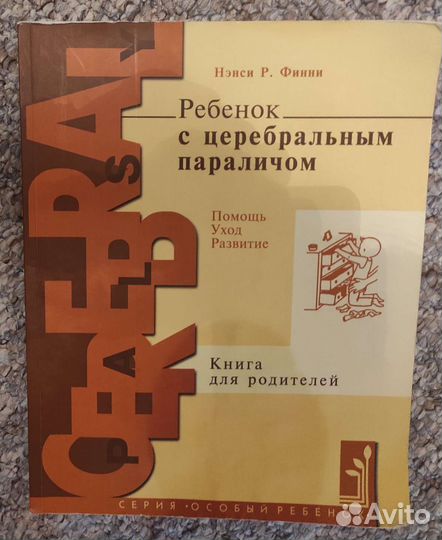 Нэнси Р. Финни
Ребенок
с церебральным
параличом
Помощь
Уход
Развитие
Книга
для родителей
CEREBRAL
PALSY
СЕРИЯ • ОСОБЫЙ РЕБЕН
Avito